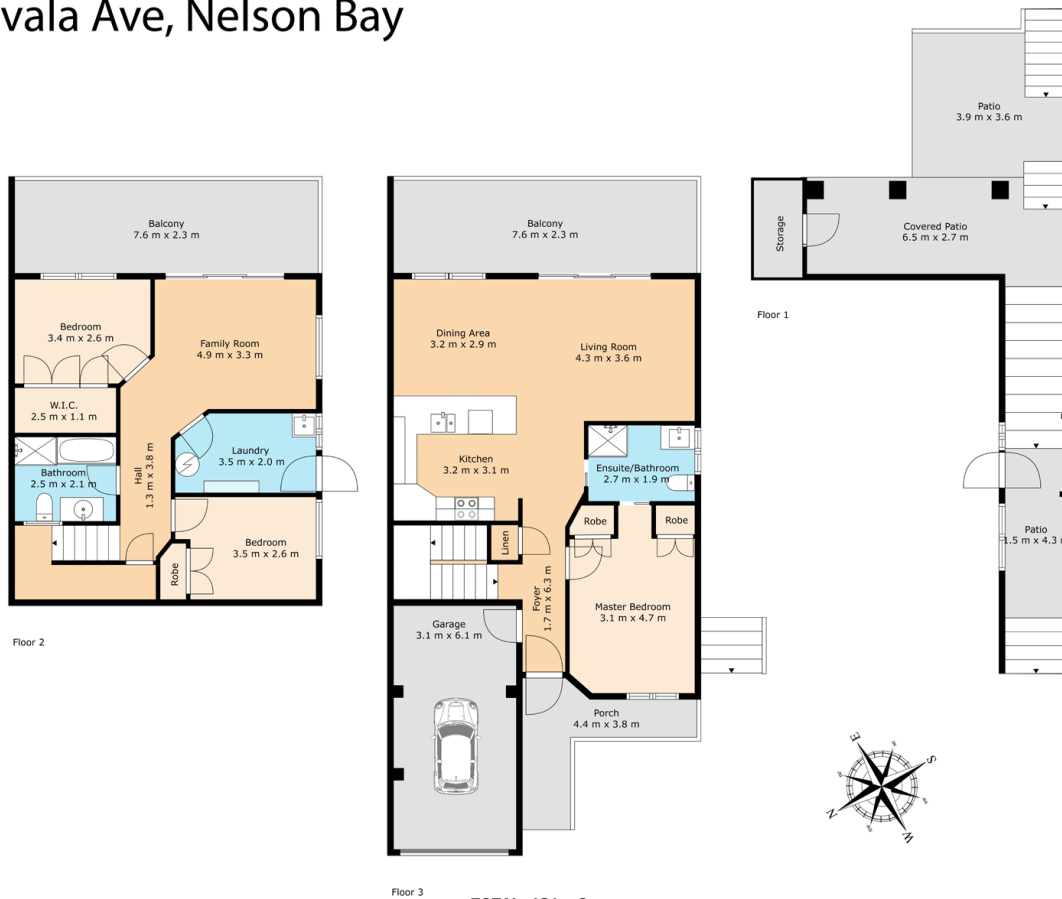 vala Ave, Nelson Bay
Balcony
7.6 m x 2.3 m
Bedroom
3.4 m x 2.6 m
Family Room
4.9 m x 3.3 m
W.I.C.
2.5 m x 1.1 m
Bathroom
2.5 m x 2.1 m
Hall
1.3 m x 3.8 m
Laundry
3.5 m x 2.0 m
Bedroom
3.5 m x 2.6 m
Robe
Floor 2
Balcony
7.6 m x 2.3 m
Dining Area
3.2 m x 2.9 m
Living Room
4.3 m x 3.6 m
Kitchen
3.2 m x 3.1 m
Ensuite/Bathroom
2.7 m x 1.9 m
Robe
Robe
Linen
Foyer
1.7 m x 6.3 m
Master Bedroom
3.1 m x 4.7 m
Garage
3.1 m x 6.1 m
Porch
4.4 m x 3.8 m
Floor 3
Patio
3.9 m x 3.6 m
Storage
Covered Patio
6.5 m x 2.7 m
Floor 1
Patio
1.5 m x 4.3
E
S
N
W